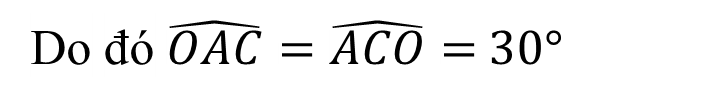 Do đó $\widehat{OAC} = \widehat{ACO} = 30°$